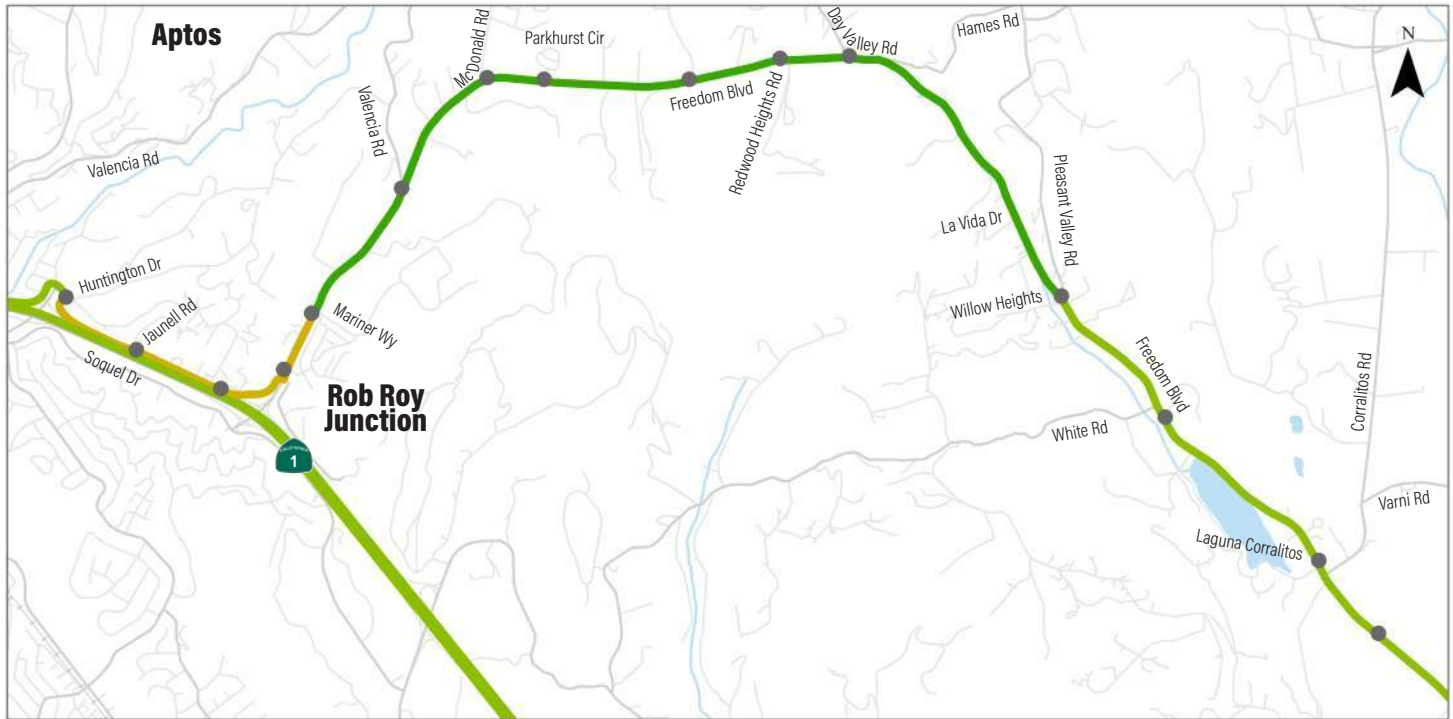 Aptos
McDonald Rd
Parkhurst Cir
Day Valley Rd
Hames Rd
N
Valencia Rd
Freedom Blvd
Redwood Heights Rd
Valencia Rd
Pleasant Valley Rd
La Vida Dr
Huntington Dr
Jaunell Rd
Mariner Wy
Willow Heights
Soquel Dr
Freedom Blvd
Corralitos Rd
Rob Roy
Junction
White Rd
1
Varni Rd
Laguna Corralitos